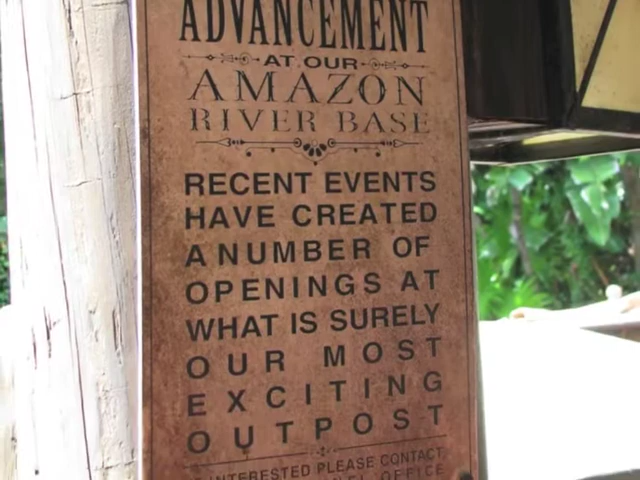 ADVANCEMENT
AT OUR
AMAZON
RIVER BASE
RECENT EVENTS
HAVE CREATED
A NUMBER OF
OPENINGS AT
WHAT IS SURELY
OUR MOST
EXCITING
OUTPOST
INTERESTED PLEASE CONTACT
OFFICE